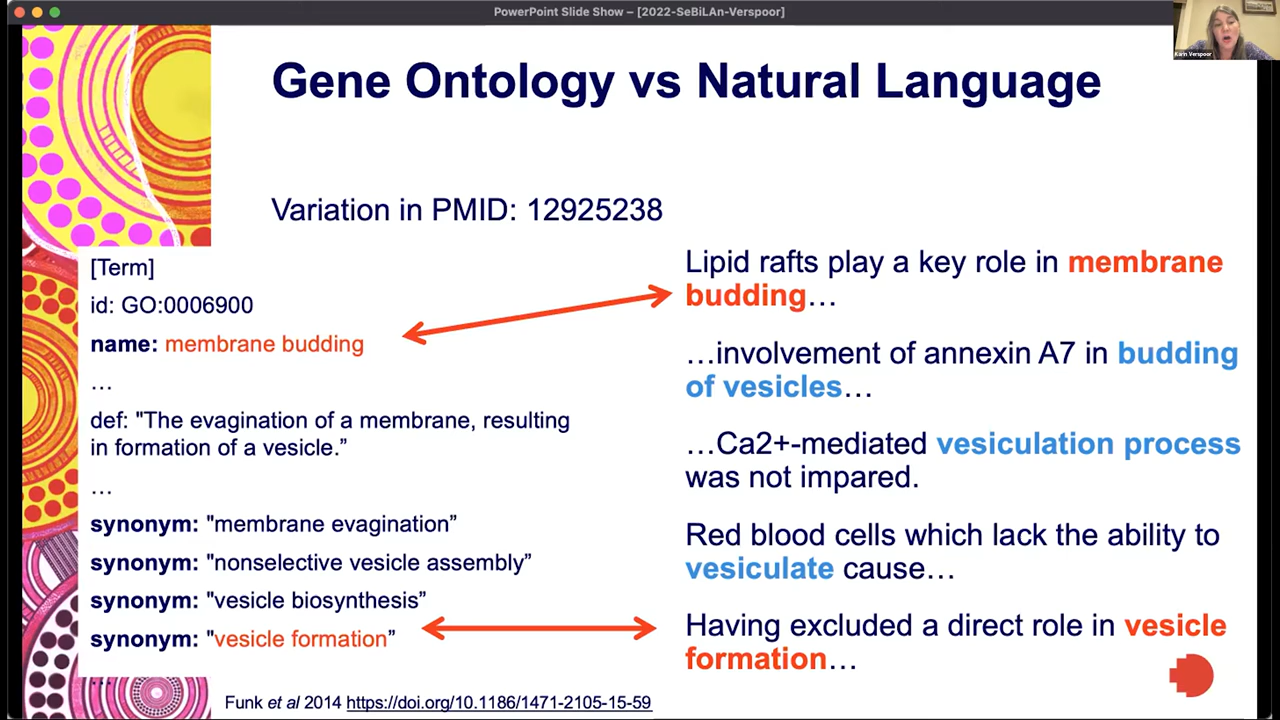 PowerPoint Slide Show – [2022-SeBiLAn-Verspoor]
Karin Verspoor
Gene Ontology vs Natural Language
Variation in PMID: 12925238
[Term]
id: GO:0006900
name: membrane budding
…
def: "The evagination of a membrane, resulting
in formation of a vesicle.”
…
synonym: "membrane evagination”
synonym: "nonselective vesicle assembly”
synonym: "vesicle biosynthesis”
synonym: "vesicle formation”
…
Lipid rafts play a key role in membrane
budding…
…involvement of annexin A7 in budding
of vesicles…
…Ca2+-mediated vesiculation process
was not impared.
Red blood cells which lack the ability to
vesiculate cause…
Having excluded a direct role in vesicle
formation…
Funk et al 2014 https://doi.org/10.1186/1471-2105-15-59